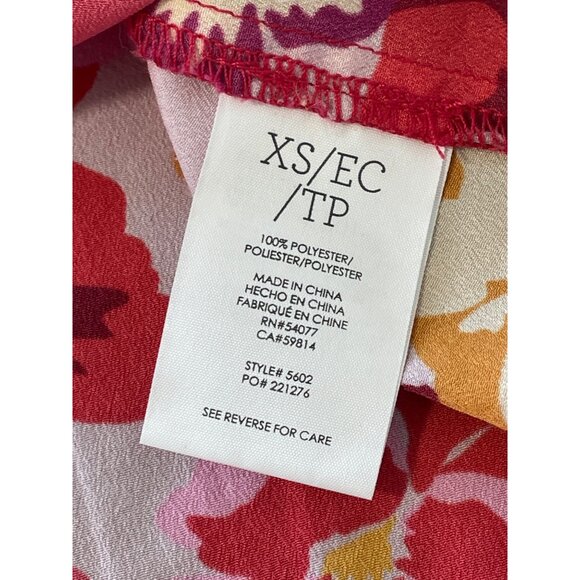 XS/EC
/TP
100% POLYESTER/
POLIESTER/POLYESTER
MADE IN CHINA
HECHO EN CHINA
FABRIQUÉ EN CHINE
RN#54077
CA#59814
STYLE# 5602
PO# 221276
SEE REVERSE FOR CARE